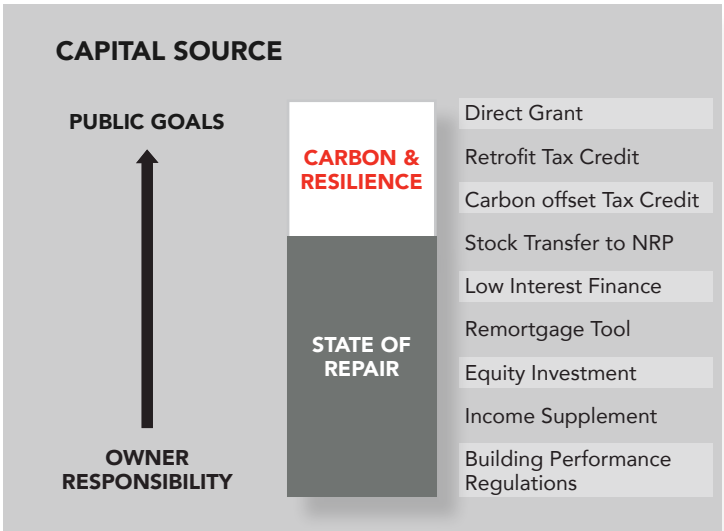 CAPITAL SOURCE
PUBLIC GOALS
OWNER
RESPONSIBILITY
CARBON &
RESILIENCE
STATE OF
REPAIR
Direct Grant
Retrofit Tax Credit
Carbon offset Tax Credit
Stock Transfer to NRP
Low Interest Finance
Remortgage Tool
Equity Investment
Income Supplement
Building Performance
Regulations